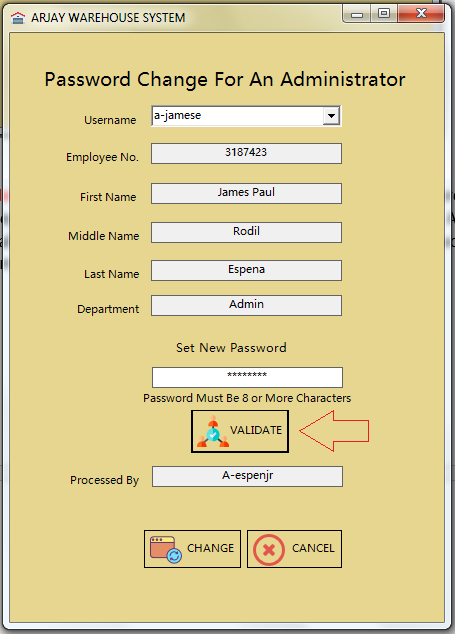 ARJAY WAREHOUSE SYSTEM
Password Change For An Administrator
Username a-jamese
Employee No. 3187423
First Name James Paul
Middle Name Rodil
Last Name Espena
Department Admin
Set New Password
********
Password Must Be 8 or More Characters
VALIDATE
Processed By A-espenjr
CHANGE CANCEL